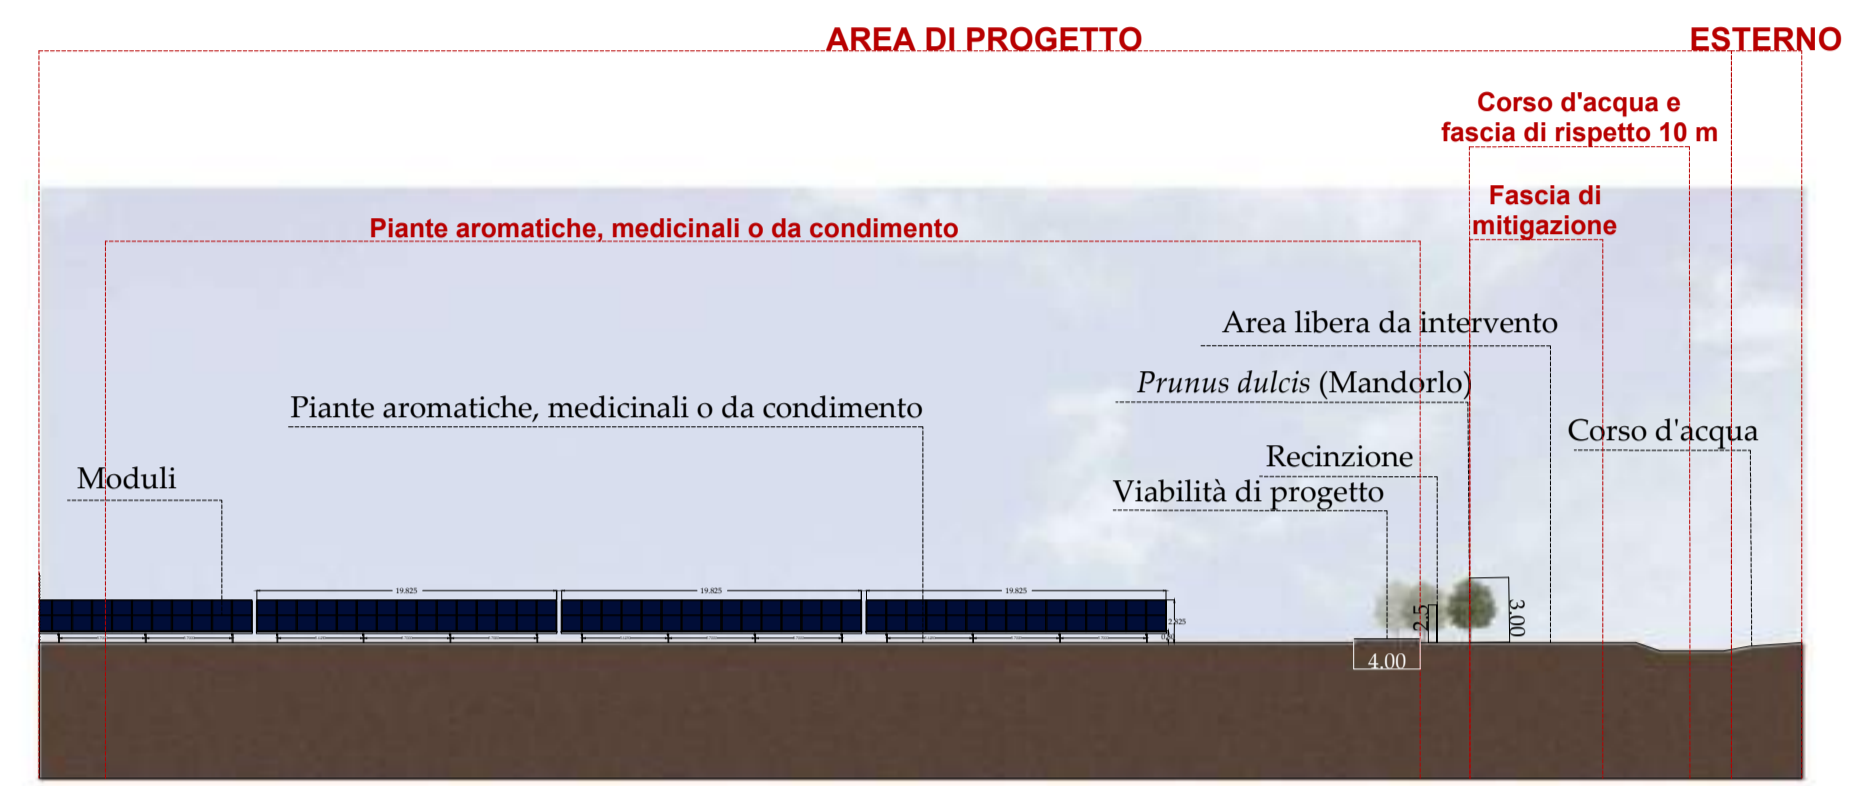 AREA DI PROGETTO
ESTERNO
Corso d'acqua e
fascia di rispetto 10 m
Fascia di
mitigazione
Piante aromatiche, medicinali o da condimento
Area libera da intervento
Prunus dulcis (Mandorlo)
Piante aromatiche, medicinali o da condimento
Corso d'acqua
Recinzione
Moduli
Viabilità di progetto
19.825
19.825
19.825
2.825
2.5
3.00
4.00